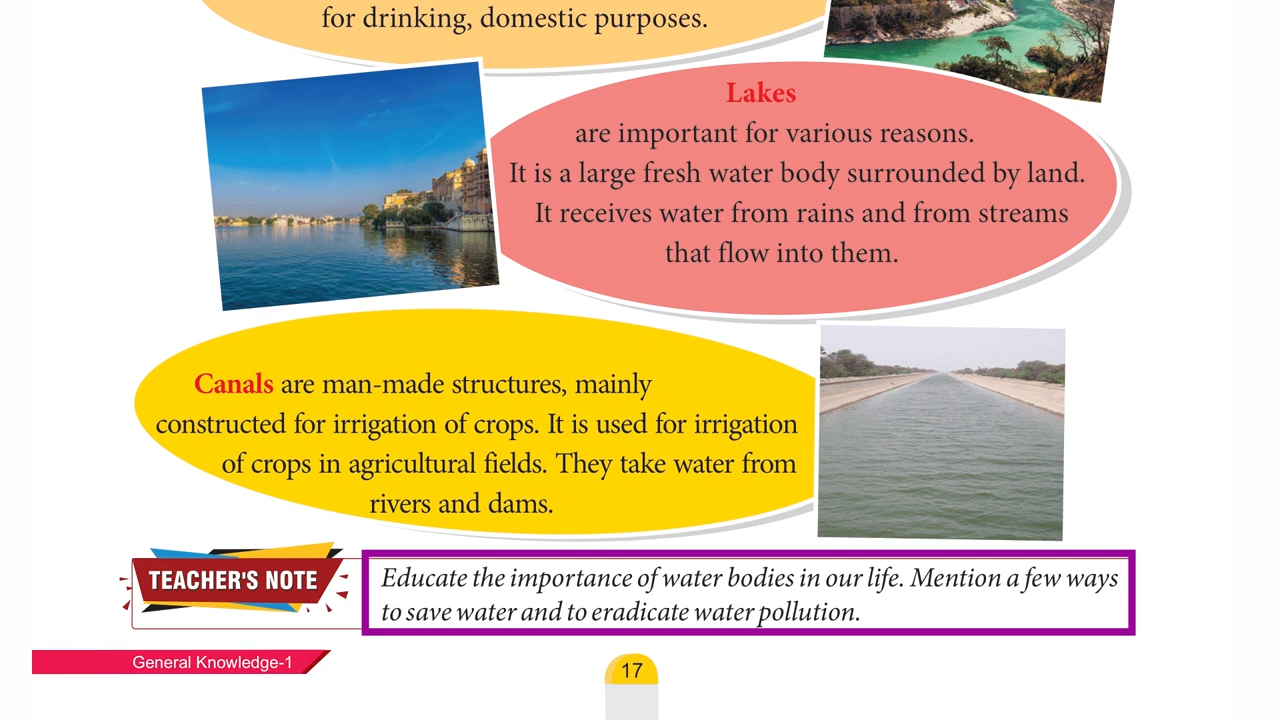 for drinking, domestic purposes.
Lakes
are important for various reasons.
It is a large fresh water body surrounded by land.
It receives water from rains and from streams
that flow into them.
Canals are man-made structures, mainly
constructed for irrigation of crops. It is used for irrigation
of crops in agricultural fields. They take water from
rivers and dams.
TEACHER'S NOTE
Educate the importance of water bodies in our life. Mention a few ways
to save water and to eradicate water pollution.
General Knowledge-1
17